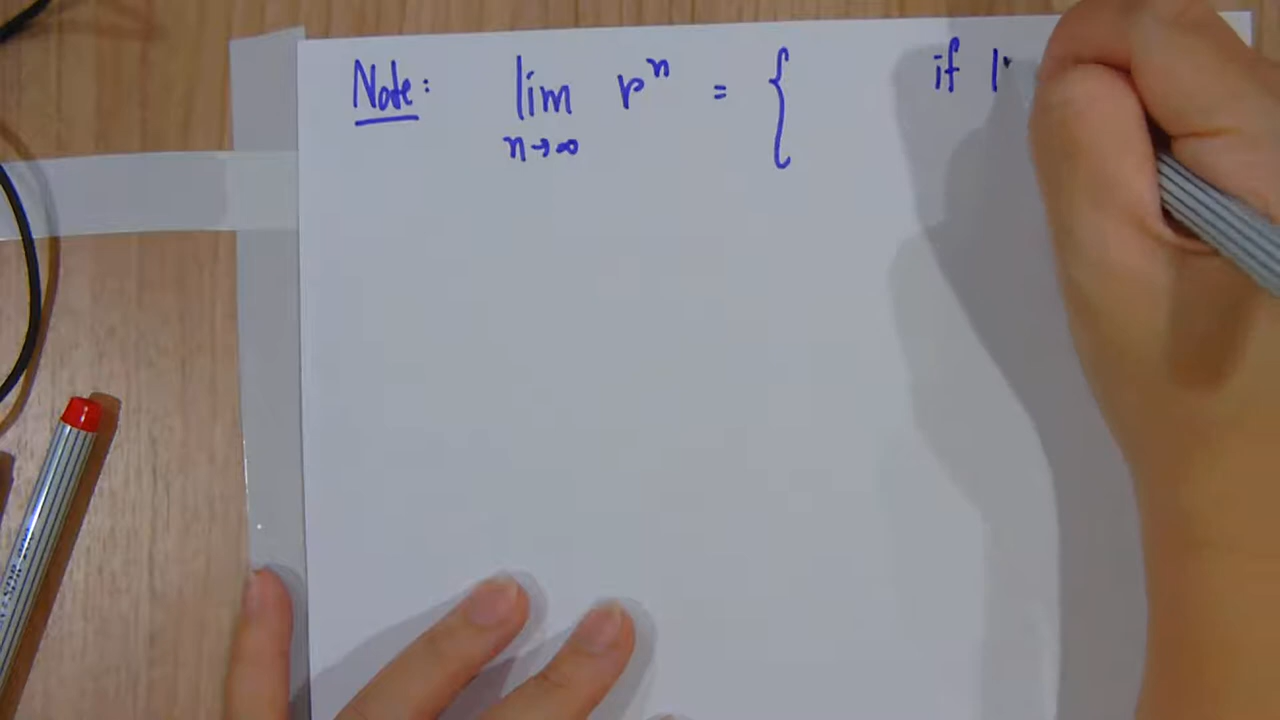 Note: lim n→∞ r^n = { if |